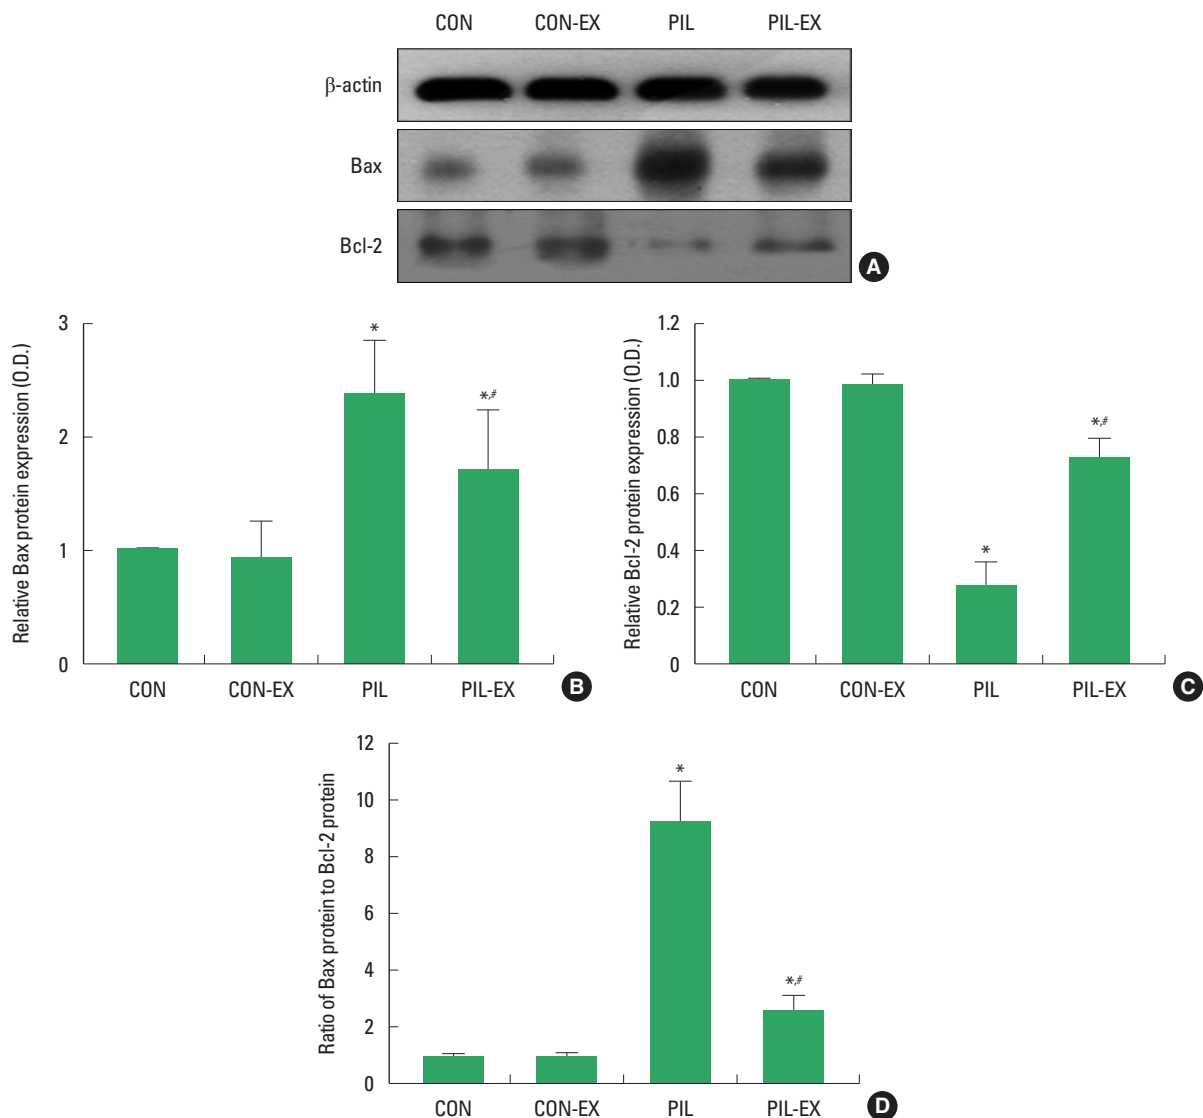 CON CON-EX PIL PIL-EX
β-actin
Bax
Bcl-2
A
Relative Bax protein expression (O.D.)
3
2
1
0
*
*,#
CON CON-EX PIL PIL-EX
B
Relative Bcl-2 protein expression (O.D.)
1.2
1.0
0.8
0.6
0.4
0.2
0
*
*,#
CON CON-EX PIL PIL-EX
C
Ratio of Bax protein to Bcl-2 protein
12
10
8
6
4
2
0
*
*,#
CON CON-EX PIL PIL-EX
D